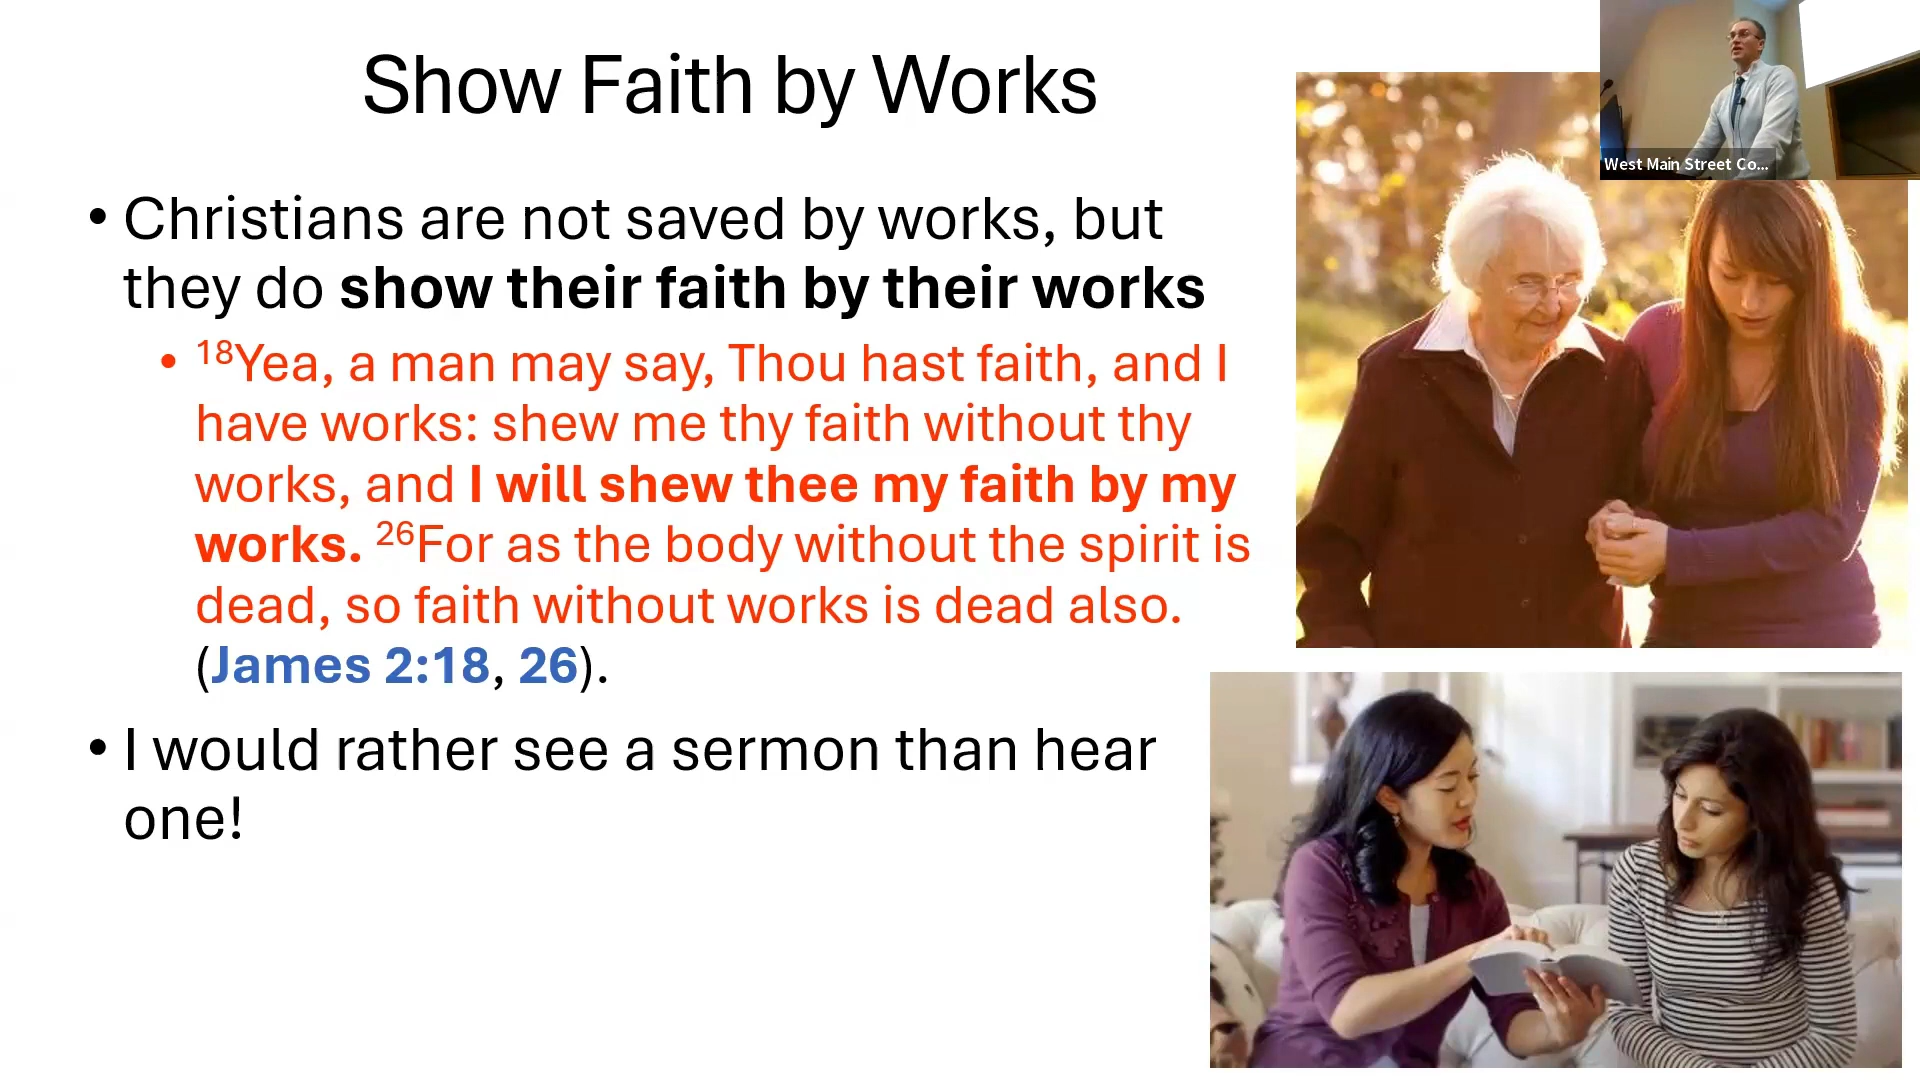 Show Faith by Works
West Main Street Co...
• Christians are not saved by works, but
they do show their faith by their works
• 18Yea, a man may say, Thou hast faith, and I
have works: shew me thy faith without thy
works, and I will shew thee my faith by my
works. 26For as the body without the spirit is
dead, so faith without works is dead also.
(James 2:18, 26).
• I would rather see a sermon than hear
one!